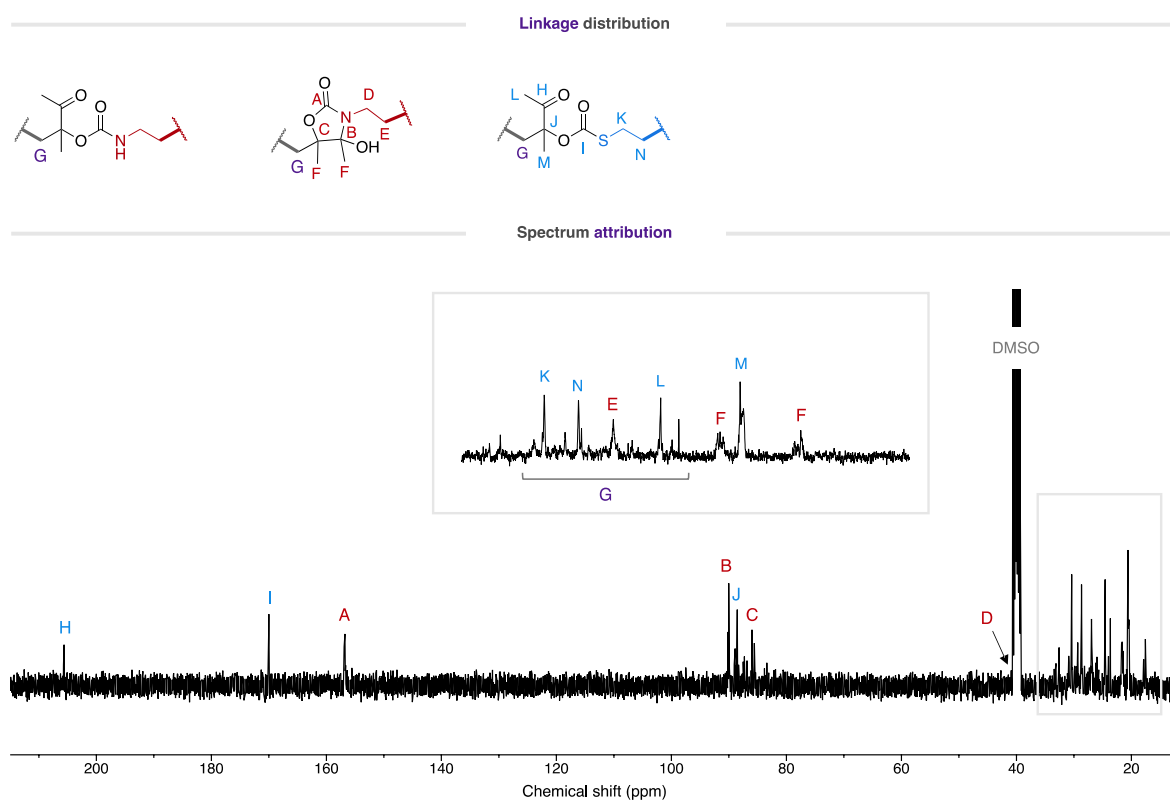 Linkage distribution
O
O
O
N
H
G
O
A
O
N
D
C
B
E
OH
G
F
F
L
H
O
O
J
O
S
K
G
M
I
N
Spectrum attribution
K
N
E
L
F
M
F
G
DMSO
H
I
A
B
J
C
D
200
180
160
140
120
100
80
60
40
20
Chemical shift (ppm)